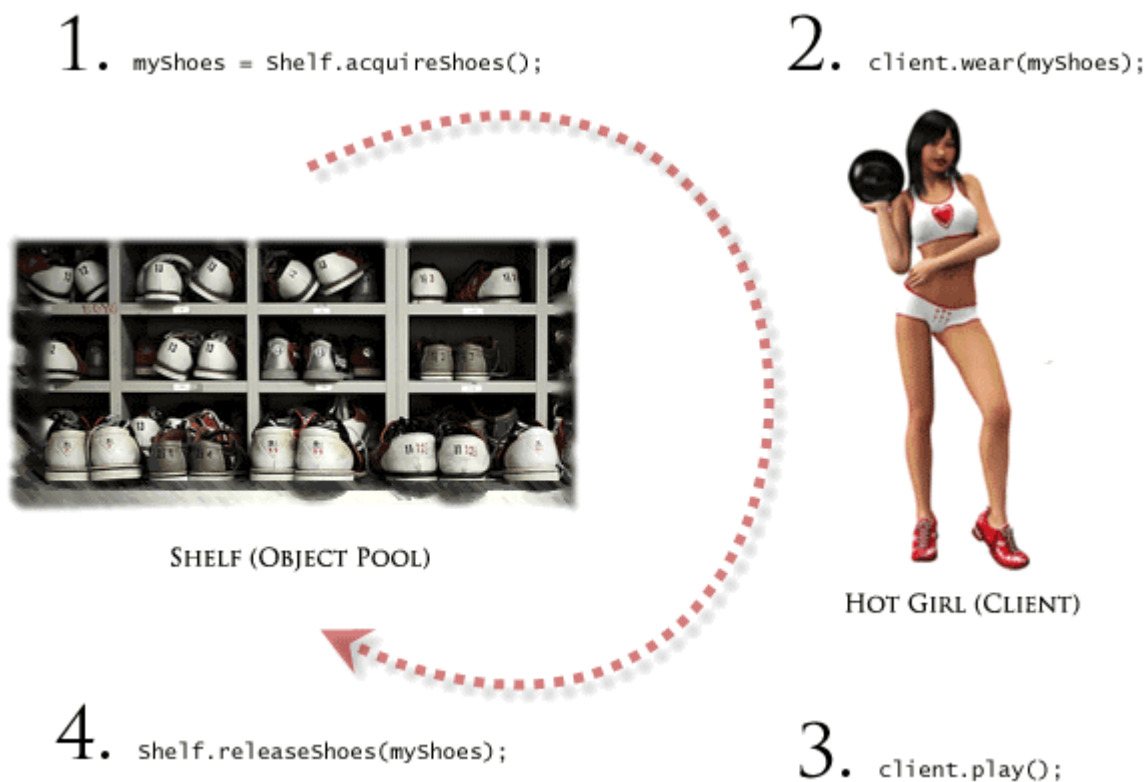 1. myShoes = Shelf.acquireShoes();
2. client.wear(myShoes);
SHELF (OBJECT POOL)
HOT GIRL (CLIENT)
3. client.play();
4. Shelf.releaseShoes(myShoes);